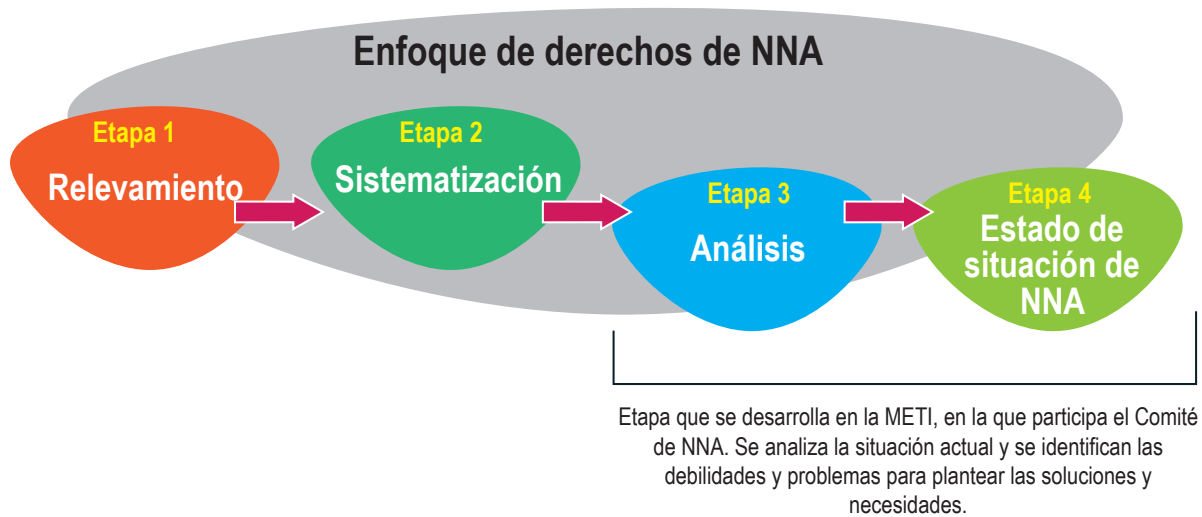 Enfoque de derechos de NNA
Etapa 1
Relevamiento
Etapa 2
Sistematización
Etapa 3
Análisis
Etapa 4
Estado de
situación de
NNA
Etapa que se desarrolla en la METI, en la que participa el Comité
de NNA. Se analiza la situación actual y se identifican las
debilidades y problemas para plantear las soluciones y
necesidades.